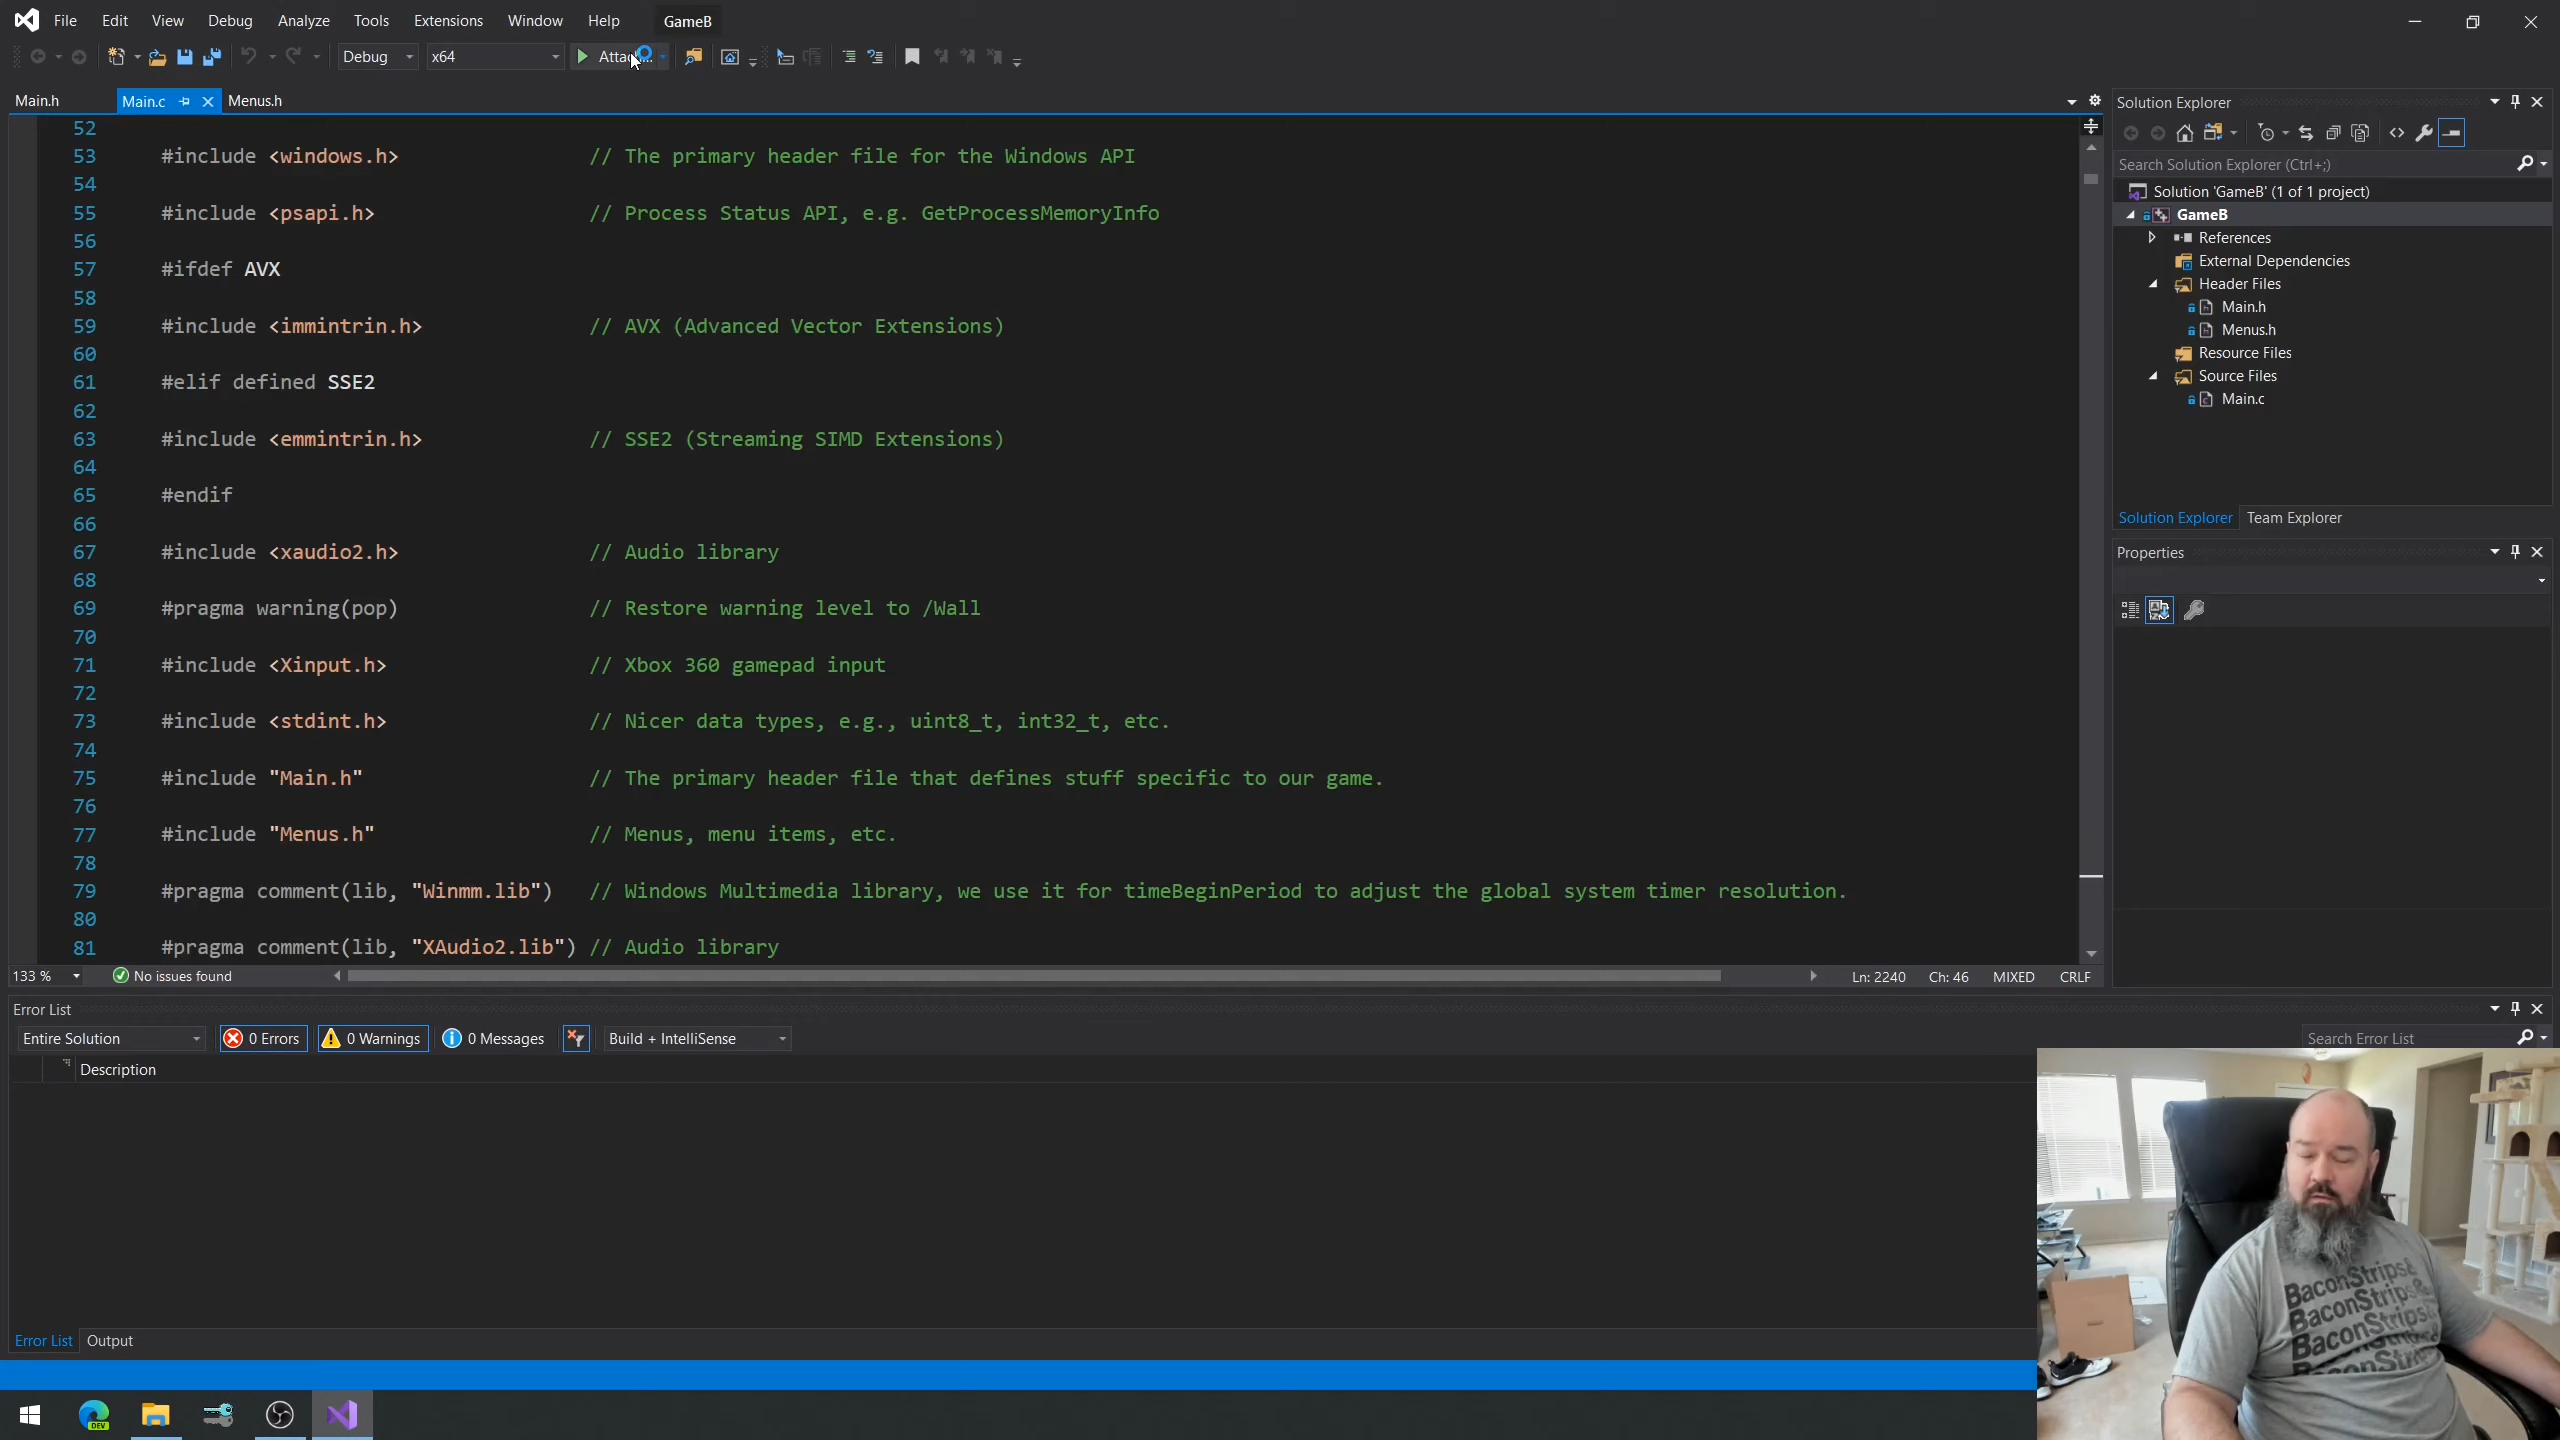 File Edit View Debug Analyze Tools Extensions Window Help GameB
Debug x64
Main.h Main.c Menus.h
52
53 #include <windows.h> // The primary header file for the Windows API
54
55 #include <psapi.h> // Process Status API, e.g. GetProcessMemoryInfo
56
57 #ifdef AVX
58
59 #include <immintrin.h> // AVX (Advanced Vector Extensions)
60
61 #elif defined SSE2
62
63 #include <emmintrin.h> // SSE2 (Streaming SIMD Extensions)
64
65 #endif
66
67 #include <xaudio2.h> // Audio library
68
69 #pragma warning(pop) // Restore warning level to /Wall
70
71 #include <Xinput.h> // Xbox 360 gamepad input
72
73 #include <stdint.h> // Nicer data types, e.g., uint8_t, int32_t, etc.
74
75 #include "Main.h" // The primary header file that defines stuff specific to our game.
76
77 #include "Menus.h" // Menus, menu items, etc.
78
79 #pragma comment(lib, "Winmm.lib") // Windows Multimedia library, we use it for timeBeginPeriod to adjust the global system timer resolution.
80
81 #pragma comment(lib, "XAudio2.lib") // Audio library
133 % No issues found Ln: 2240 Ch: 46 MIXED CRLF
Solution Explorer
Search Solution Explorer (Ctrl+;)
Solution 'GameB' (1 of 1 project)
GameB
References
External Dependencies
Header Files
Main.h
Menus.h
Resource Files
Source Files
Main.c
Solution Explorer Team Explorer
Properties
Error List
Entire Solution 0 Errors 0 Warnings 0 Messages Build + IntelliSense Search Error List
Description
Error List Output
DEV
BaconStrips&
BaconStrips&
BaconStrips
BaconStrips